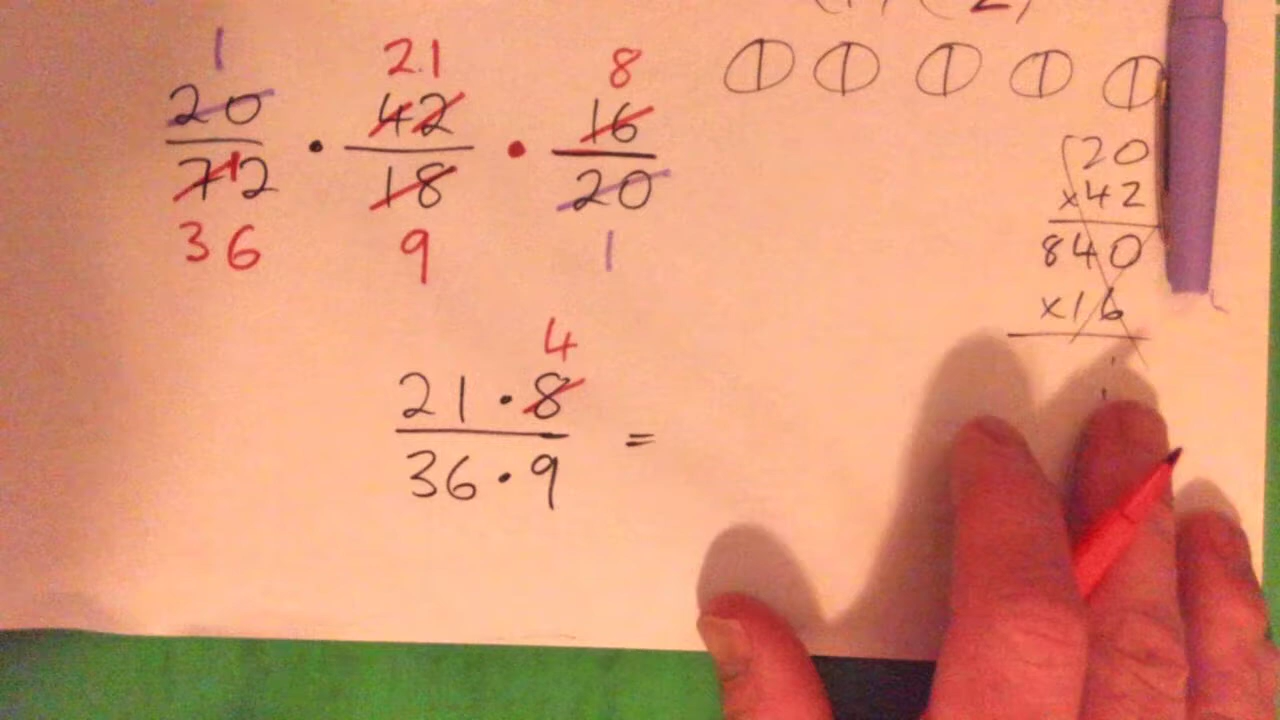 1 21 8
20 42 16
72 · 18 · 20
36 9 1
4
21 · 8
36 · 9 =
20
x42
840
x16